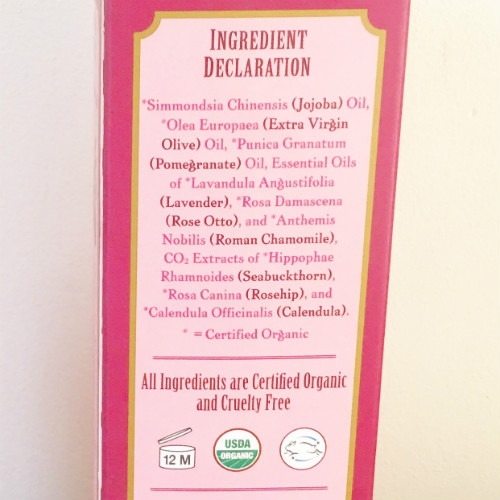 INGREDIENT
DECLARATION
*Simmondsia Chinensis (Jojoba) Oil,
*Olea Europaea (Extra Virgin
Olive) Oil, *Punica Granatum
(Pomegranate) Oil, Essential Oils
of *Lavandula Angustifolia
(Lavender), *Rosa Damascena
(Rose Otto), and *Anthemis
Nobilis (Roman Chamomile),
CO₂ Extracts of *Hippophae
Rhamnoides (Seabuckthorn),
*Rosa Canina (Rosehip), and
*Calendula Officinalis (Calendula).
* = Certified Organic
All Ingredients are Certified Organic
and Cruelty Free
12 M
USDA
ORGANIC